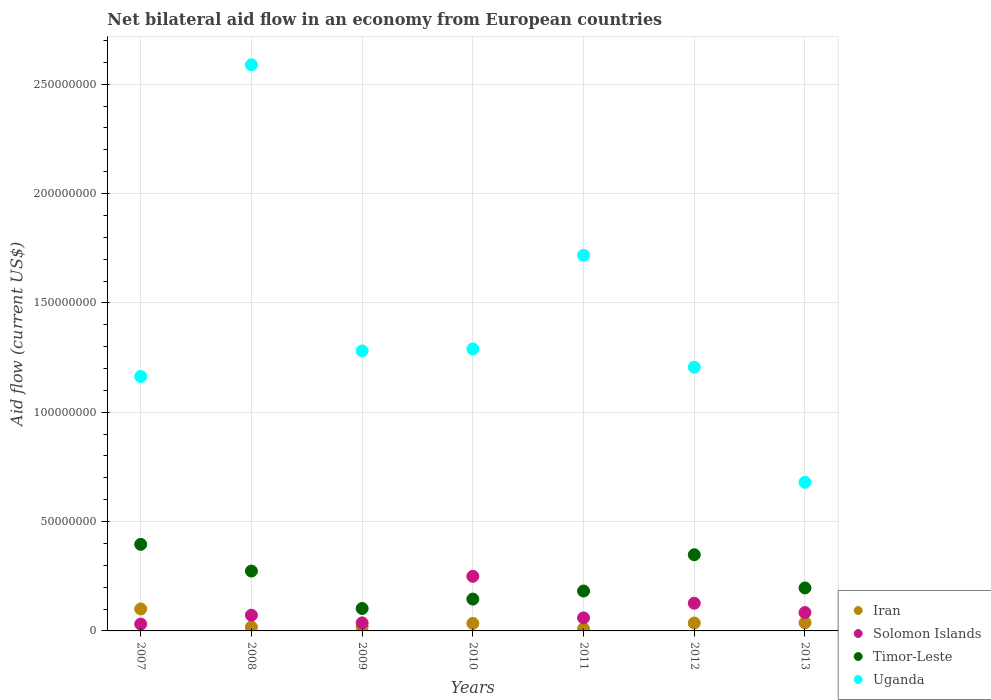 Net bilateral aid flow in an economy from European countries
Aid flow (current US$)
250000000
200000000
150000000
100000000
50000000
0
2007
2008
2009
2010
2011
2012
2013
Years
Iran
Solomon Islands
Timor-Leste
Uganda